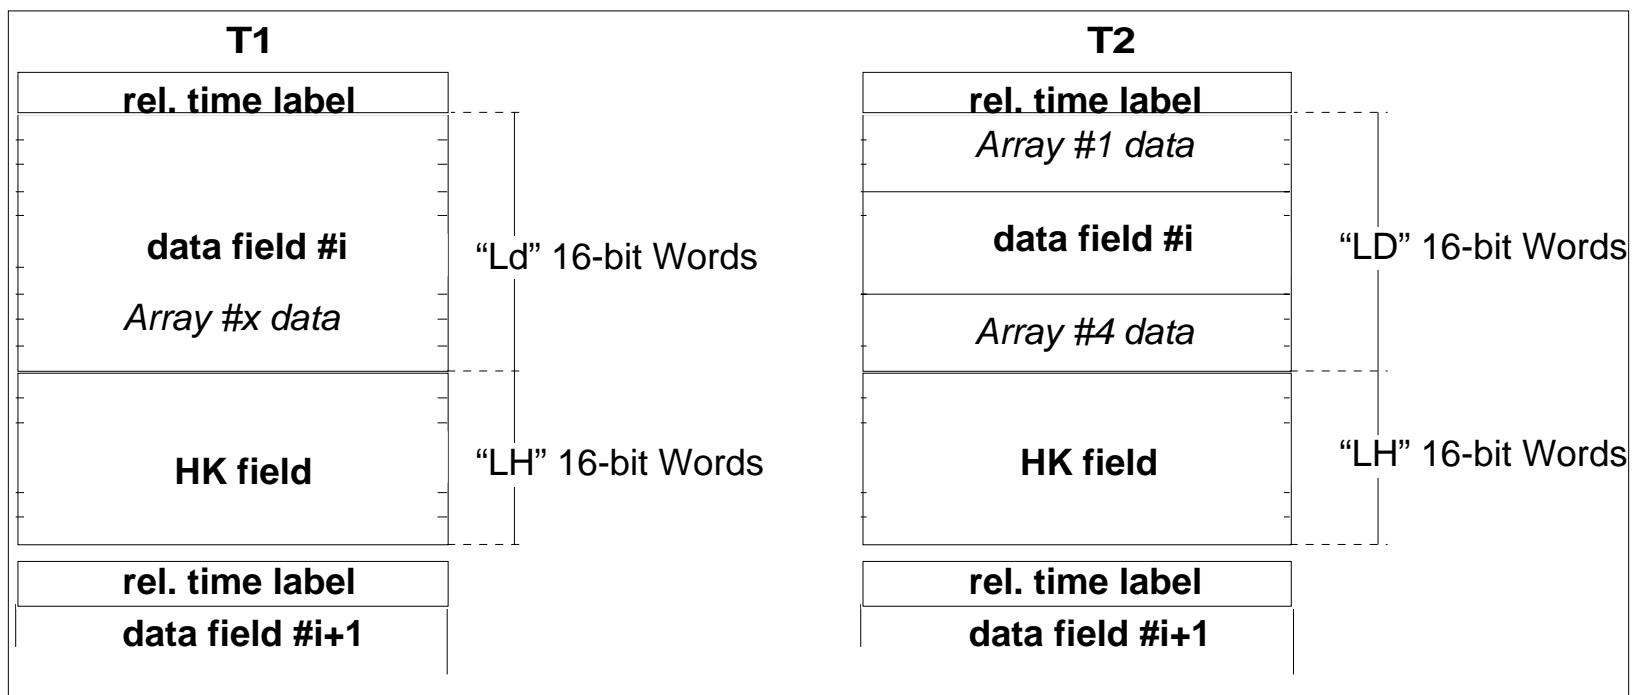 T1
rel. time label
data field #i
Array #x data
“Ld” 16-bit Words
HK field
“LH” 16-bit Words
rel. time label
data field #i+1
T2
rel. time label
Array #1 data
data field #i
Array #4 data
“LD” 16-bit Words
HK field
“LH” 16-bit Words
rel. time label
data field #i+1